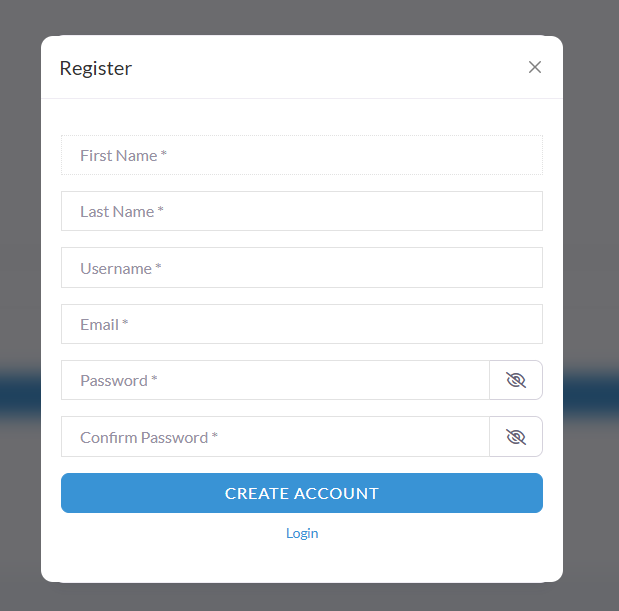 Register
First Name *
Last Name *
Username *
Email *
Password *
Confirm Password *
CREATE ACCOUNT
Login